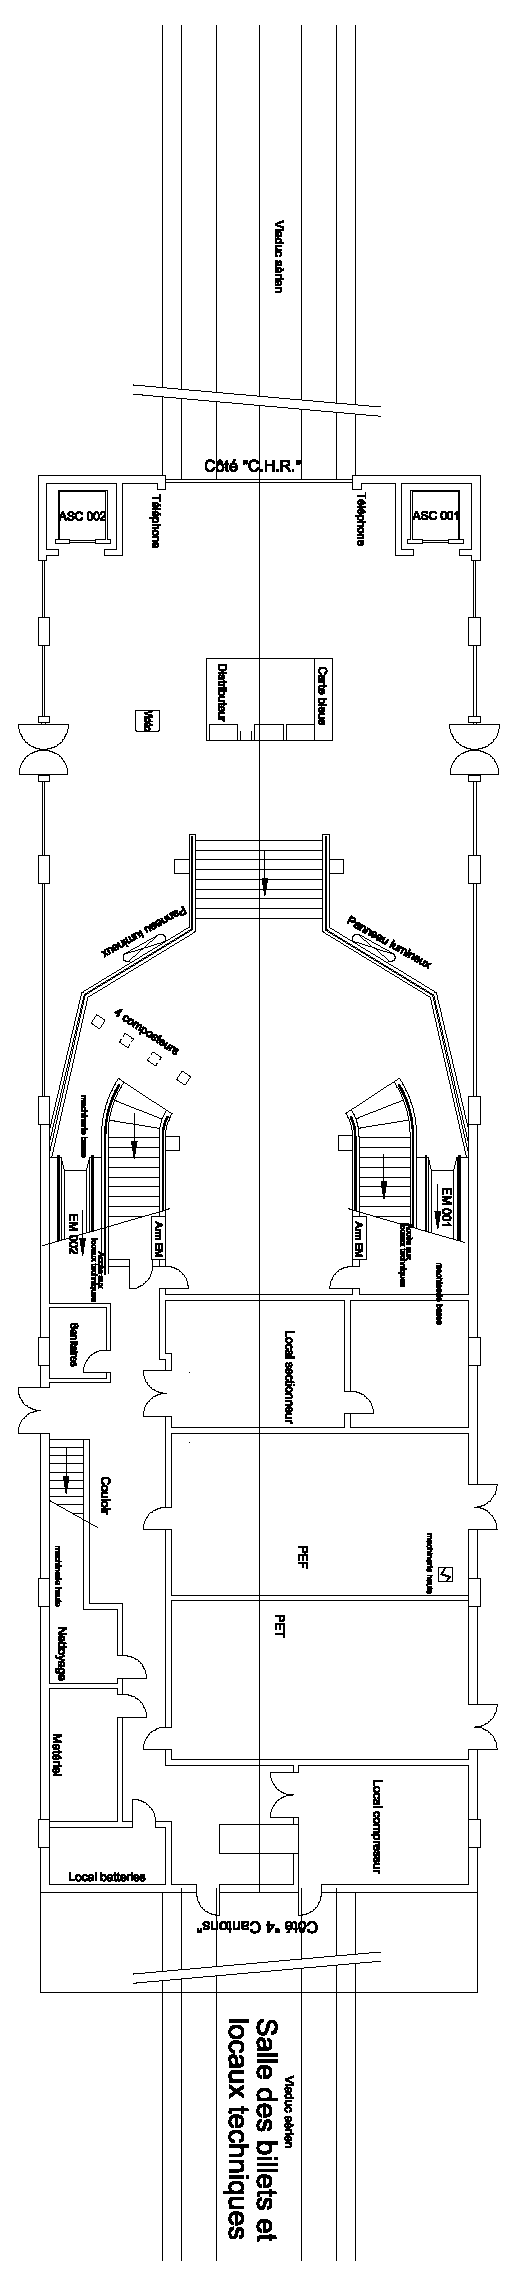 Viaduc aérien
Côté "C.H.R."
ASC 002
Téléphone
Téléphone
ASC 001
Distributeur
Carte bleue
Vidéo
Panneau lumineux
Panneau lumineux
4 composteurs
machinerie basse
EM 002
Accès aux
locaux techniques
Arm EM
Arm EM
Accès aux
locaux techniques
EM 001
machinerie basse
Sanitaires
Local sectionneur
Couloir
PEF
machinerie haute
machinerie haute
Nettoyage
PET
Matériel
Local compresseur
Local batteries
Côté "4 Cantons"
Viaduc aérien
Salle des billets et
locaux techniques